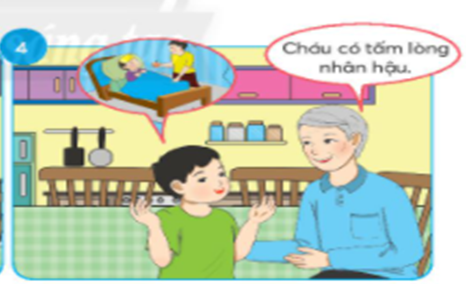 4
Cháu có tấm lòng
nhân hậu.